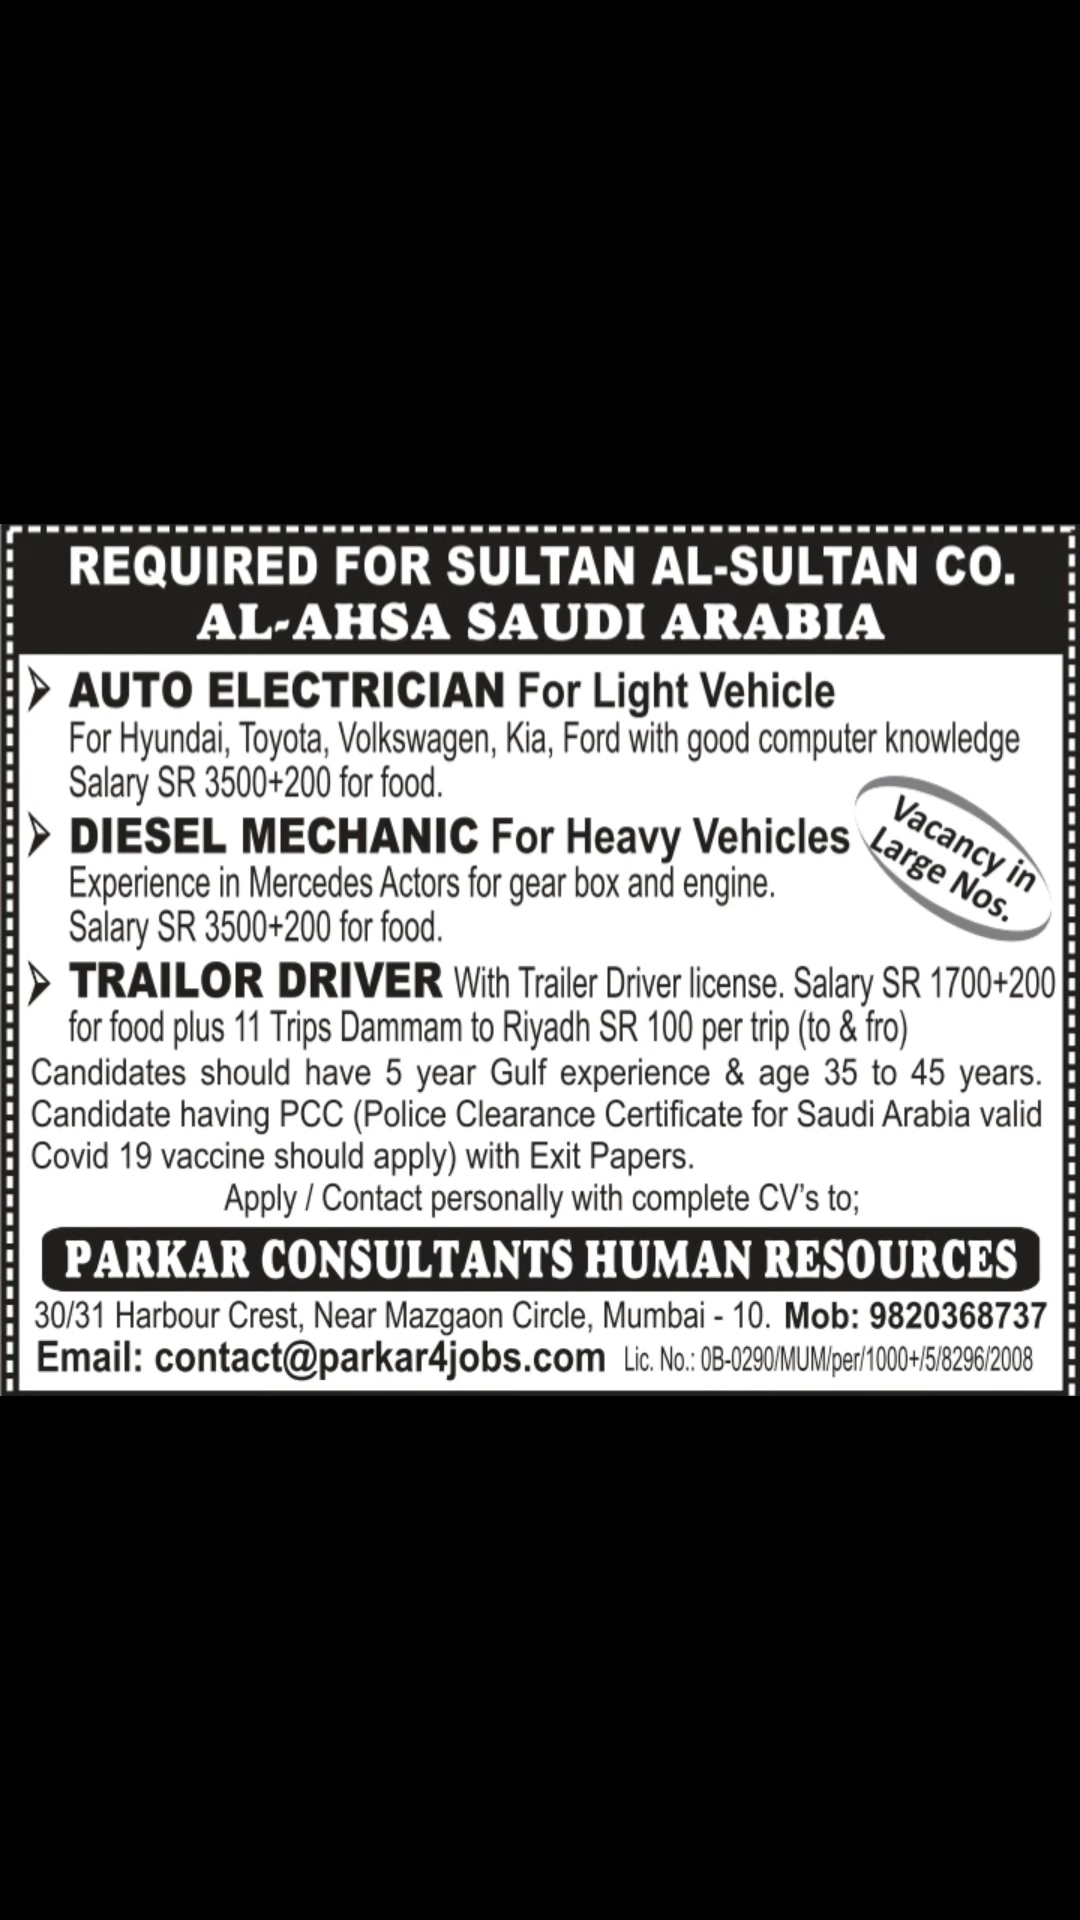 REQUIRED FOR SULTAN AL-SULTAN CO.
AL-AHSA SAUDI ARABIA
AUTO ELECTRICIAN For Light Vehicle
For Hyundai, Toyota, Volkswagen, Kia, Ford with good computer knowledge
Salary SR 3500+200 for food.
DIESEL MECHANIC For Heavy Vehicles
Experience in Mercedes Actors for gear box and engine.
Salary SR 3500+200 for food.
Vacancy in
Large Nos.
TRAILOR DRIVER With Trailer Driver license. Salary SR 1700+200
for food plus 11 Trips Dammam to Riyadh SR 100 per trip (to & fro)
Candidates should have 5 year Gulf experience & age 35 to 45 years.
Candidate having PCC (Police Clearance Certificate for Saudi Arabia valid
Covid 19 vaccine should apply) with Exit Papers.
Apply / Contact personally with complete CV's to;
PARKAR CONSULTANTS HUMAN RESOURCES
30/31 Harbour Crest, Near Mazgaon Circle, Mumbai - 10. Mob: 9820368737
Email: contact@parkar4jobs.com Lic. No.: 0B-0290/MUM/per/1000+/5/8296/2008